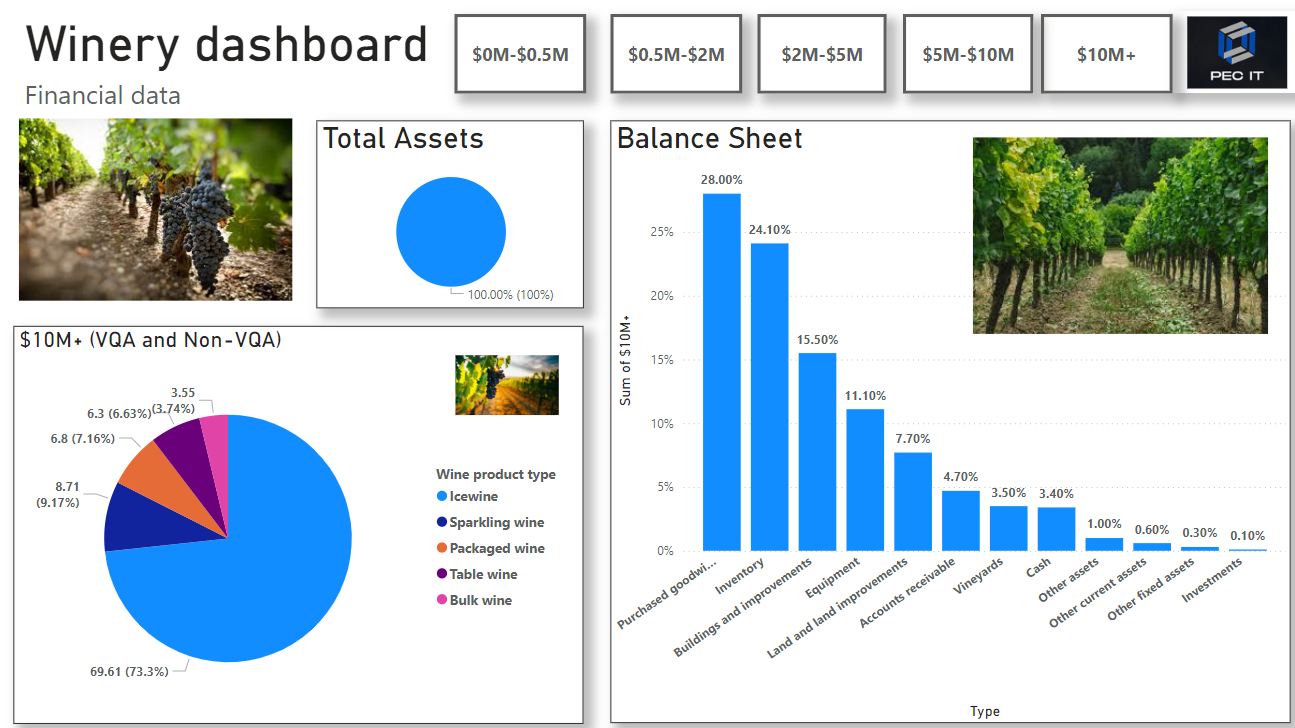 Winery dashboard
Financial data
$0M-$0.5M
$0.5M-$2M
$2M-$5M
$5M-$10M
$10M+
PEC IT
Total Assets
100.00% (100%)
$10M+ (VQA and Non-VQA)
3.55
(3.74%)
6.3 (6.63%)
6.8 (7.16%)
8.71
(9.17%)
69.61 (73.3%)
Wine product type
Icewine
Sparkling wine
Packaged wine
Table wine
Bulk wine
Balance Sheet
Sum of $10M+
25%
20%
15%
10%
5%
0%
28.00%
24.10%
15.50%
11.10%
7.70%
4.70%
3.50%
3.40%
1.00%
0.60%
0.30%
0.10%
Purchased goodwi...
Inventory
Buildings and improvements
Equipment
Land and land improvements
Accounts receivable
Vineyards
Cash
Other assets
Other current assets
Other fixed assets
Investments
Type